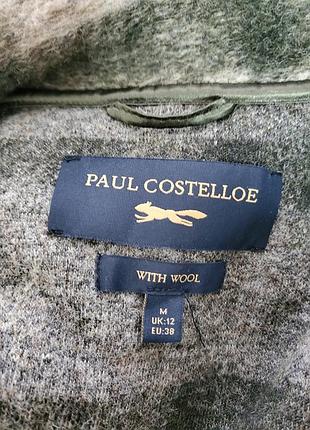 PAUL COSTELLOE
WITH WOOL
M
UK:12
EU:38